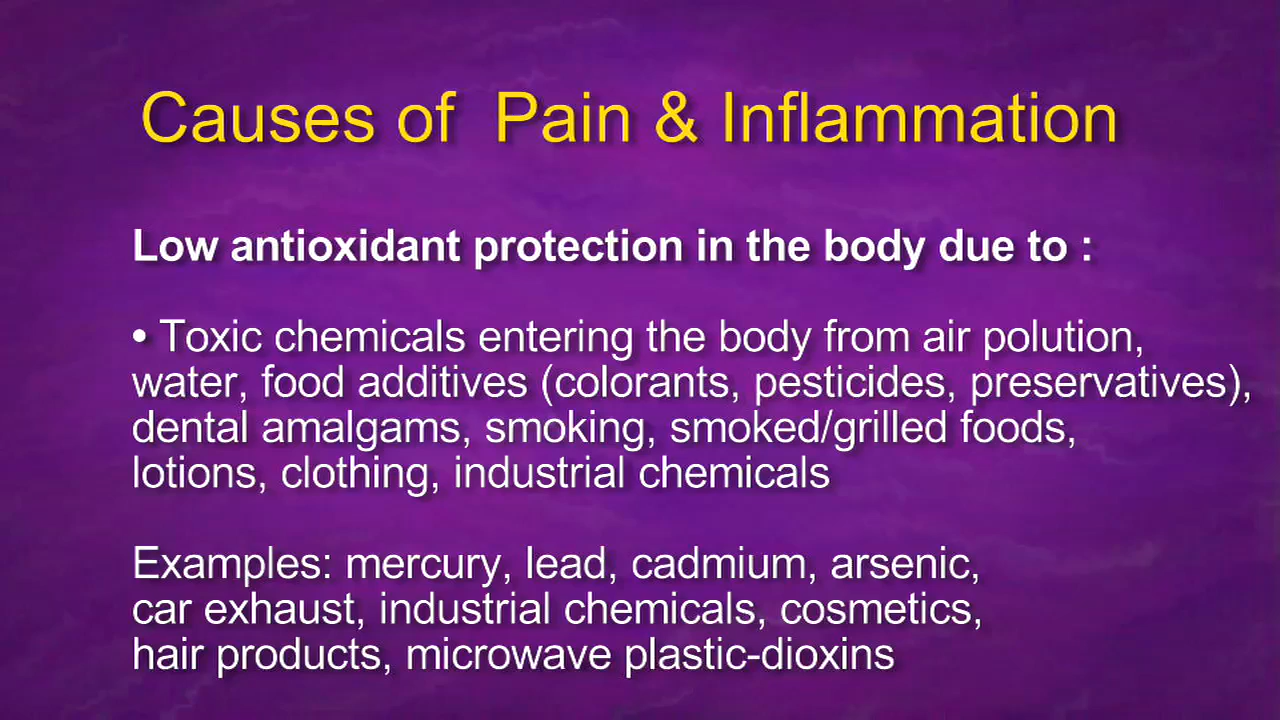 Causes of Pain & Inflammation
Low antioxidant protection in the body due to :
• Toxic chemicals entering the body from air polution,
water, food additives (colorants, pesticides, preservatives),
dental amalgams, smoking, smoked/grilled foods,
lotions, clothing, industrial chemicals
Examples: mercury, lead, cadmium, arsenic,
car exhaust, industrial chemicals, cosmetics,
hair products, microwave plastic-dioxins